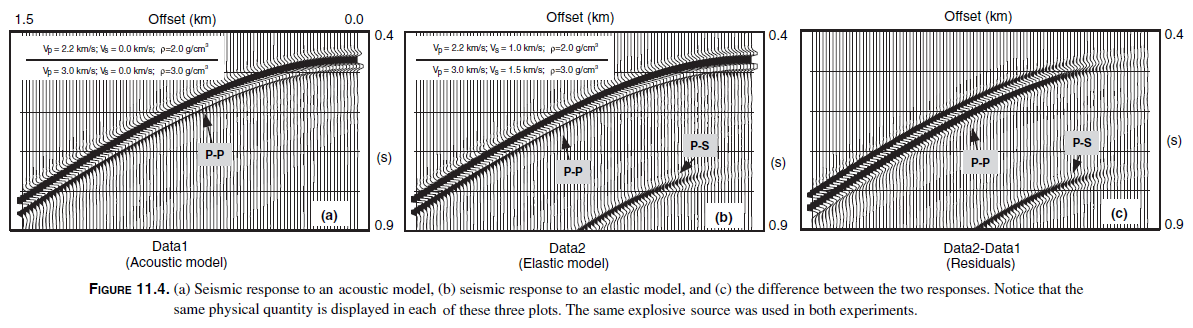 1.5 Offset (km) 0.0
0.4
Vp = 2.2 km/s; Vs = 0.0 km/s; ρ=2.0 g/cm³
Vp = 3.0 km/s; Vs = 0.0 km/s; ρ=3.0 g/cm³
P-P
(s)
(a)
0.9
Data1
(Acoustic model)
Offset (km)
0.4
Vp = 2.2 km/s; Vs = 1.0 km/s; ρ=2.0 g/cm³
Vp = 3.0 km/s; Vs = 1.5 km/s; ρ=3.0 g/cm³
P-S
P-P
(s)
(b)
0.9
Data2
(Elastic model)
Offset (km)
0.4
P-S
(s)
P-P
(c)
0.9
Data2-Data1
(Residuals)
FIGURE 11.4. (a) Seismic response to an acoustic model, (b) seismic response to an elastic model, and (c) the difference between the two responses. Notice that the
same physical quantity is displayed in each of these three plots. The same explosive source was used in both experiments.